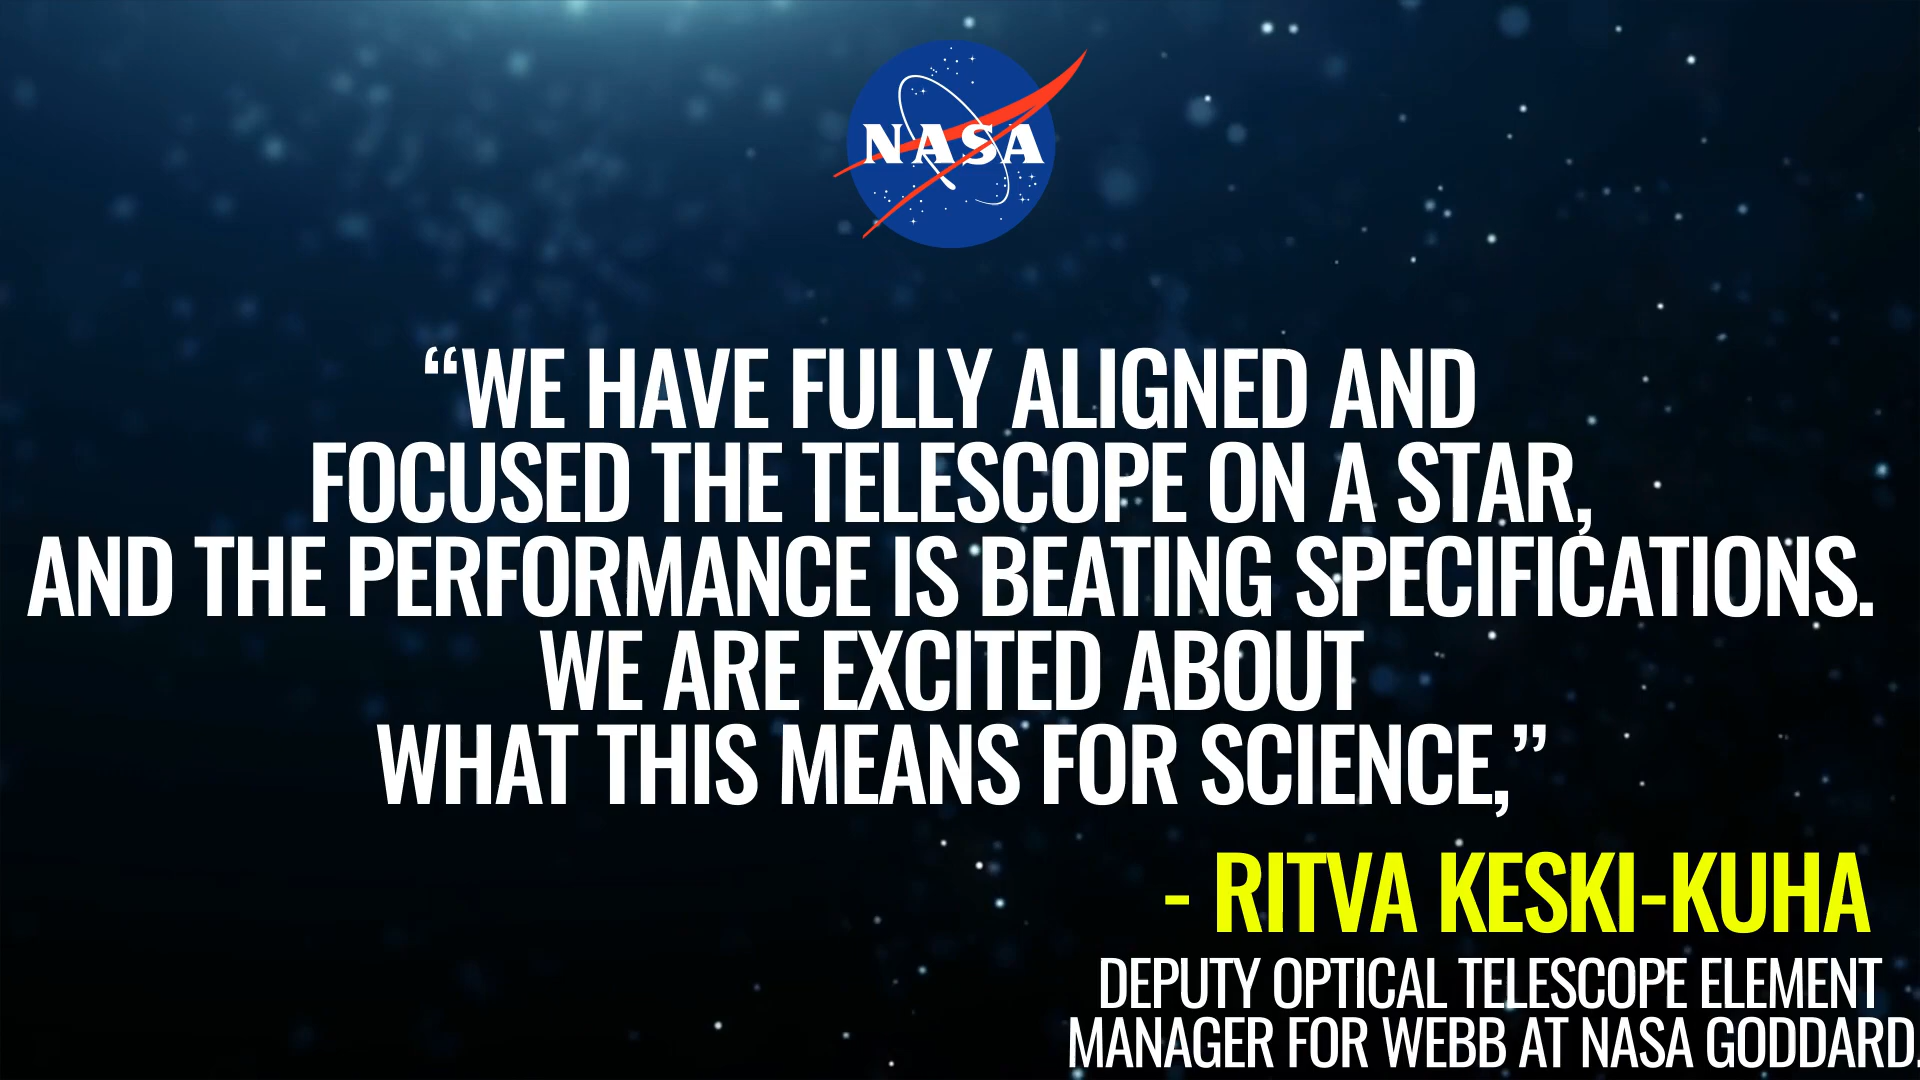 NASA
“WE HAVE FULLY ALIGNED AND
FOCUSED THE TELESCOPE ON A STAR,
AND THE PERFORMANCE IS BEATING SPECIFICATIONS.
WE ARE EXCITED ABOUT
WHAT THIS MEANS FOR SCIENCE,”
- RITVA KESKI-KUHA
DEPUTY OPTICAL TELESCOPE ELEMENT
MANAGER FOR WEBB AT NASA GODDARD.